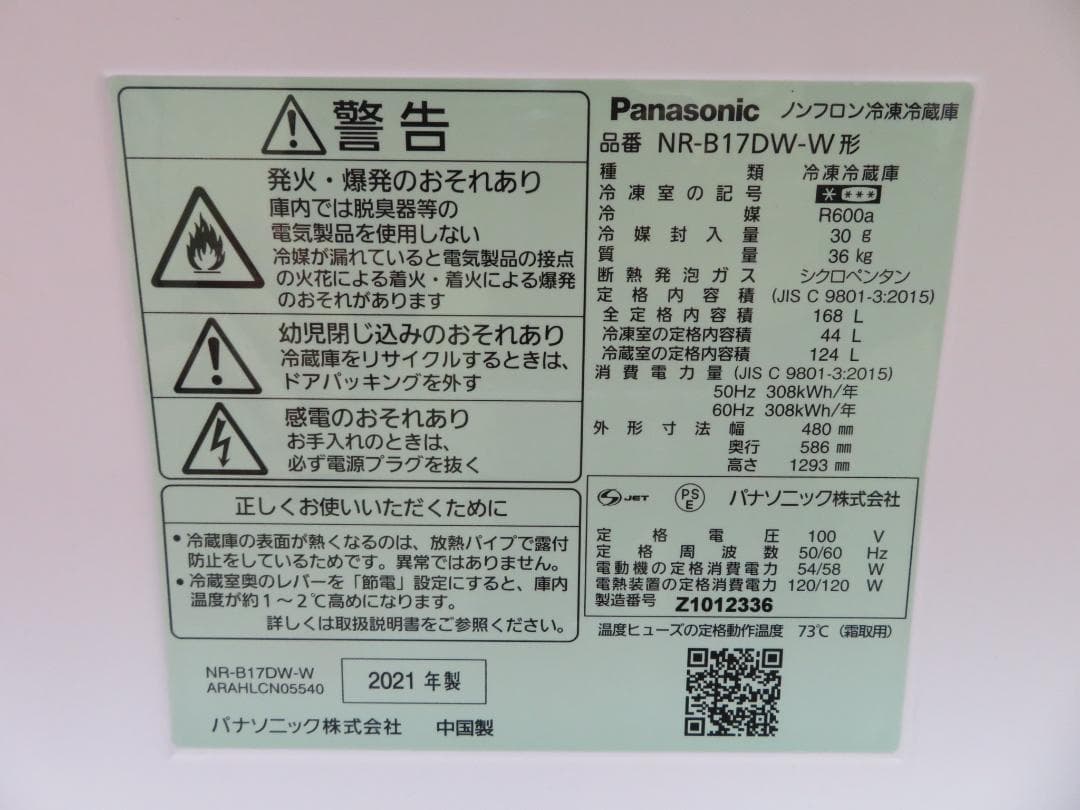 警告
発火・爆発のおそれあり
庫内では脱臭器等の
電気製品を使用しない
冷媒が漏れていると電気製品の接点
の火花による着火・着火による爆発
のおそれがあります
幼児閉じ込みのおそれあり
冷蔵庫をリサイクルするときは、
ドアパッキングを外す
感電のおそれあり
お手入れのときは、
必ず電源プラグを抜く
正しくお使いいただくために
• 冷蔵庫の表面が熱くなるのは、放熱パイプで露付
防止をしているためです。異常ではありません。
• 冷蔵室奥のレバーを「節電」設定にすると、庫内
温度が約1～2℃高めになります。
詳しくは取扱説明書をご参照ください。
NR-B17DW-W
ARAHLCN05540
2021 年製
パナソニック株式会社 中国製
Panasonic ノンフロン冷凍冷蔵庫
品番 NR-B17DW-W形
種類 冷凍冷蔵庫
冷凍室の記号 * ***
冷媒 R600a
冷媒封入量 30 g
質量 36 kg
断熱発泡ガス シクロペンタン
定格内容積 (JIS C 9801-3:2015)
全定格内容積 168 L
冷凍室の定格内容積 44 L
冷蔵室の定格内容積 124 L
消費電力量 (JIS C 9801-3:2015)
50Hz 308kWh/年
60Hz 308kWh/年
外形寸法 幅 480 mm
奥行 586 mm
高さ 1293 mm
JET PSE パナソニック株式会社
定格電圧 100 V
定格周波数 50/60 Hz
電動機の定格消費電力 54/58 W
電熱装置の定格消費電力 120/120 W
製造番号 Z1012336
温度ヒューズの定格動作温度 73℃（霜取用）